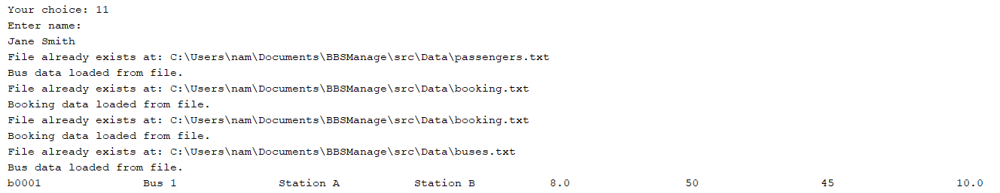 Your choice: 11
Enter name:
Jane Smith
File already exists at: C:\Users\nam\Documents\BBSManage\src\Data\passengers.txt
Bus data loaded from file.
File already exists at: C:\Users\nam\Documents\BBSManage\src\Data\booking.txt
Booking data loaded from file.
File already exists at: C:\Users\nam\Documents\BBSManage\src\Data\booking.txt
Booking data loaded from file.
File already exists at: C:\Users\nam\Documents\BBSManage\src\Data\buses.txt
Bus data loaded from file.
b0001 Bus 1 Station A Station B 8.0 50 45 10.0